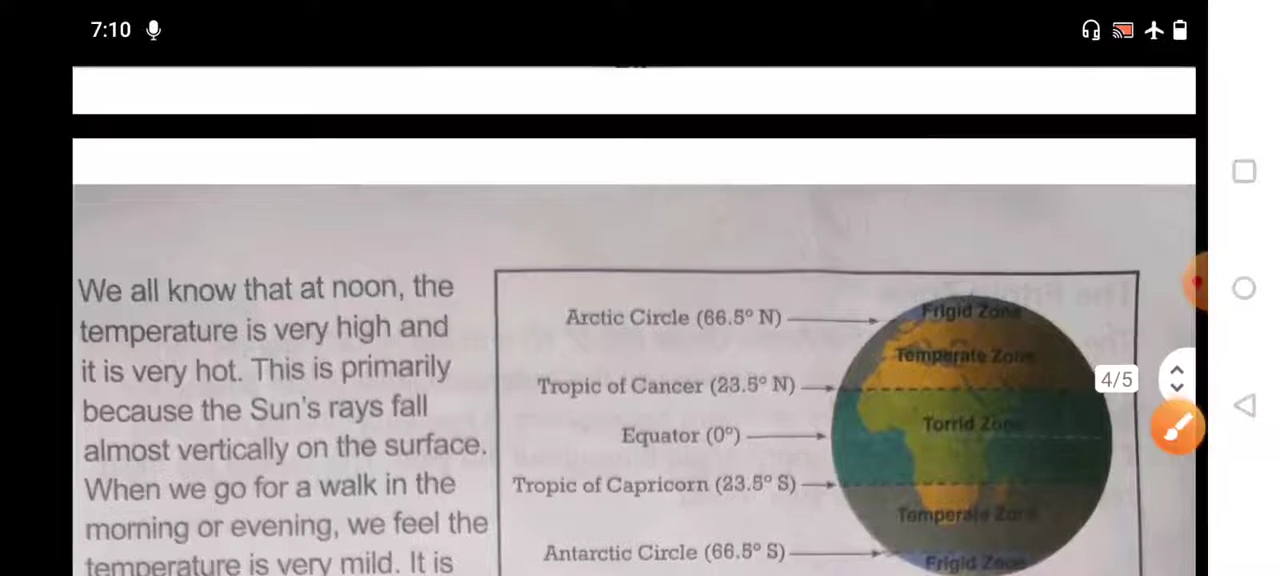 7:10
We all know that at noon, the
temperature is very high and
it is very hot. This is primarily
because the Sun's rays fall
almost vertically on the surface.
When we go for a walk in the
morning or evening, we feel the
temperature is very mild. It is
Arctic Circle (66.5° N)
Tropic of Cancer (23.5° N)
Equator (0°)
Tropic of Capricorn (23.5° S)
Antarctic Circle (66.5° S)
Frigid Zone
Temperate Zone
Torrid Zone
Temperate Zone
Frigid Zone
4/5